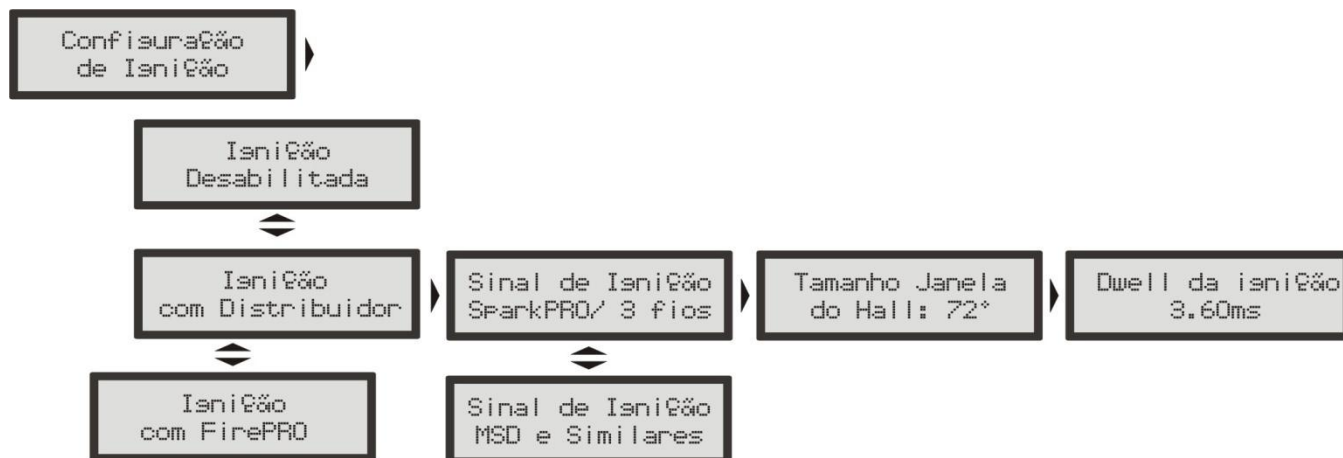 Configuração
de Ignição
Ignição
Desabilitada
Ignição
com Distribuidor
Sinal de Ignição
SparkPRO/ 3 fios
Tamanho Janela
do Hall: 72°
Dwell da ignição
3.60ms
Ignição
com FirePRO
Sinal de Ignição
MSD e Similares